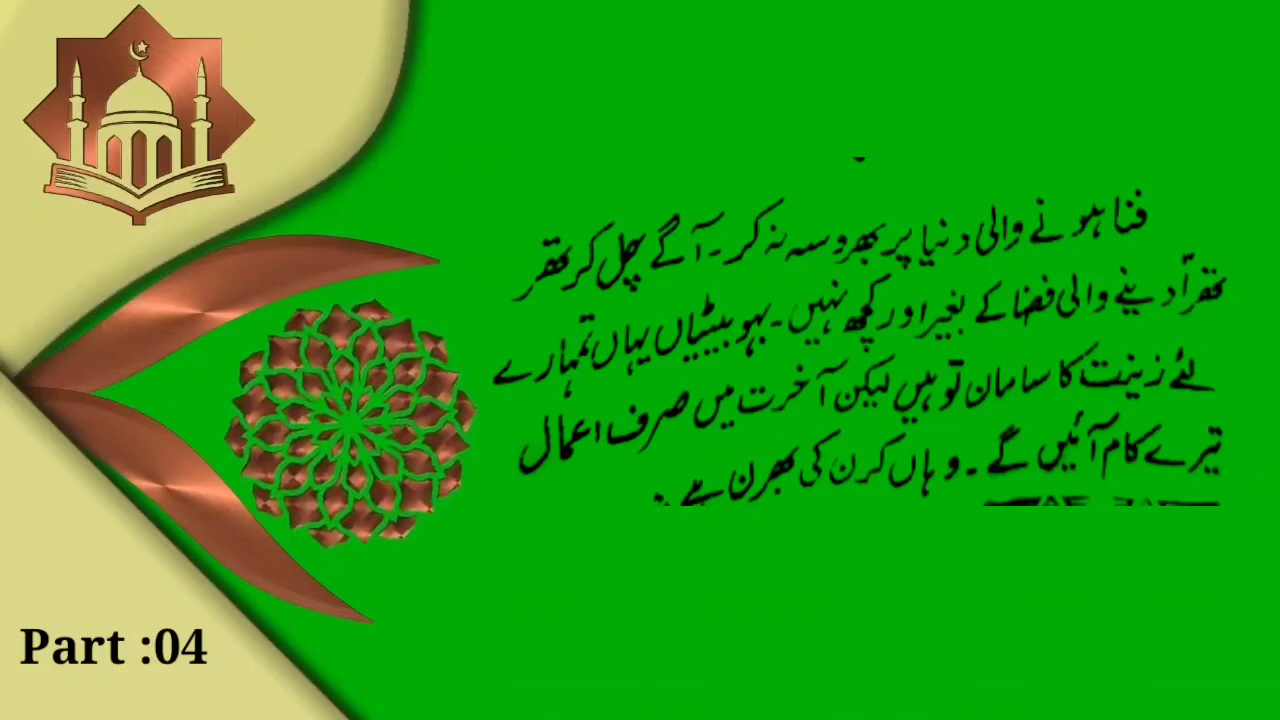 فنا ہونے والی دنیا پر بھروسہ نہ کر۔ آگے چل کر تھرّ
تھرّا دینے والی فضا کے بغیر اور کچھ نہیں۔ بہو بیٹیاں یہاں تمہارے
لئے زینت کا سامان تو ہیں لیکن آخرت میں صرف اعمال
تیرے کام آئیں گے۔ وہاں کرن کی بھرن ہے
Part :04